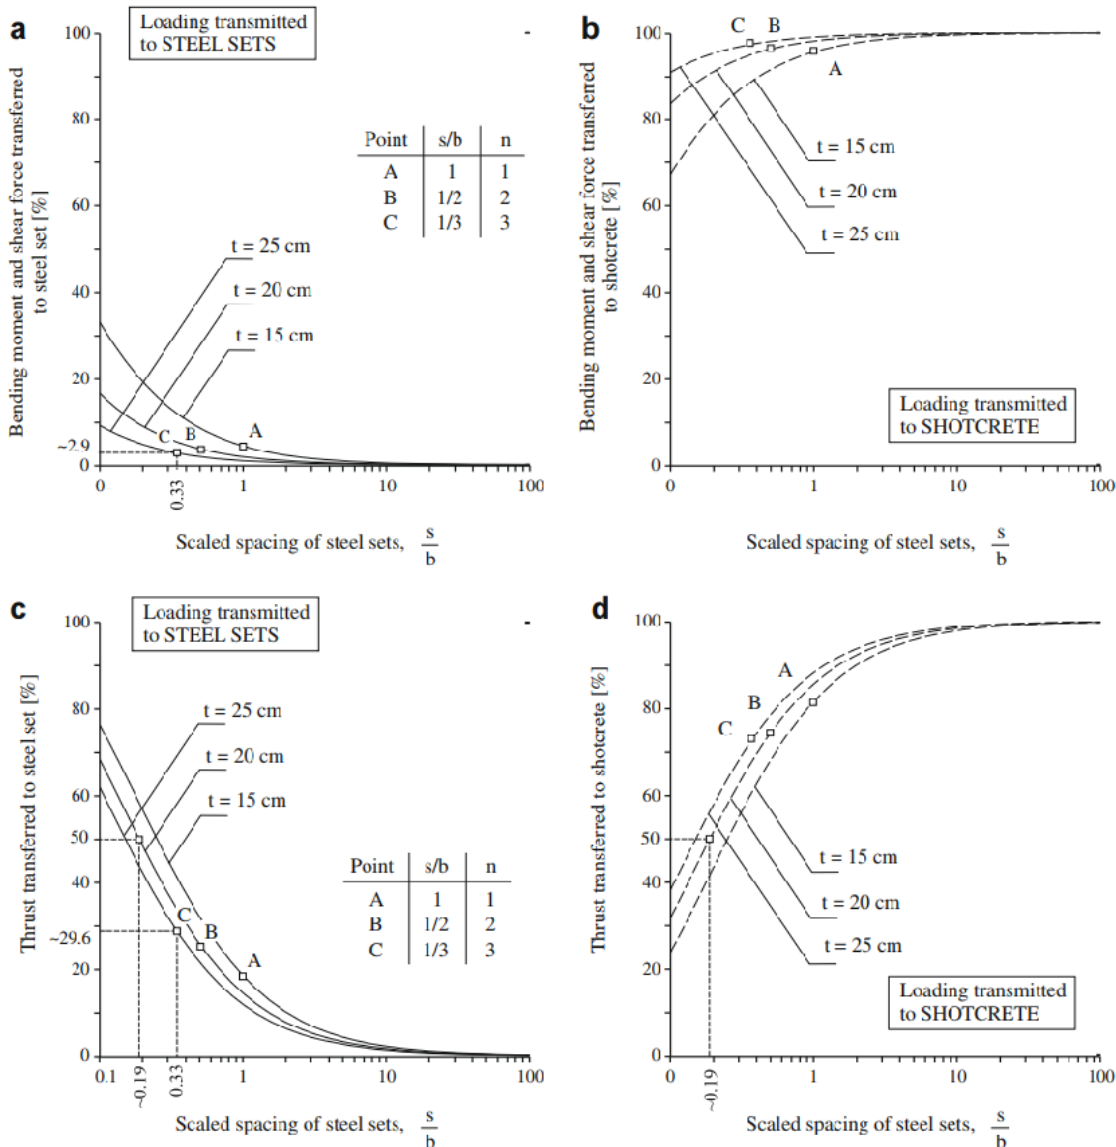 a
Loading transmitted
to STEEL SETS
Bending moment and shear force transferred
to steel set [%]
100
80
60
40
20
~2.9
0
Point s/b n
A 1 1
B 1/2 2
C 1/3 3
t = 25 cm
t = 20 cm
t = 15 cm
C B A
0 0.33 1 10 100
Scaled spacing of steel sets, s
b
b
Bending moment and shear force transferred
to shotcrete [%]
100
80
60
40
20
0
C B
A
t = 15 cm
t = 20 cm
t = 25 cm
Loading transmitted
to SHOTCRETE
0 1 10 100
Scaled spacing of steel sets, s
b
c
Loading transmitted
to STEEL SETS
Thrust transferred to steel set [%]
100
80
60
50
40
~29.6
20
0
t = 25 cm
t = 20 cm
t = 15 cm
Point s/b n
A 1 1
B 1/2 2
C 1/3 3
C B A
0.1 ~0.19 0.33 1 10 100
Scaled spacing of steel sets, s
b
d
Thrust transferred to shotcrete [%]
100
80
60
50
40
20
0
A
B
C
t = 15 cm
t = 20 cm
t = 25 cm
Loading transmitted
to SHOTCRETE
0 ~0.19 1 10 100
Scaled spacing of steel sets, s
b